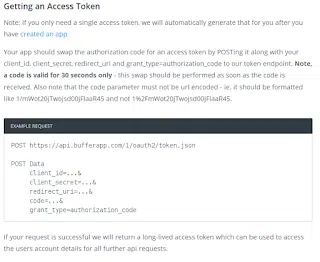 Getting an Access Token
Note: If you only need a single access token, we will automatically generate that for you after you
have created an app.
Your app should swap the authorization code for an access token by POSTing it along with your
client_id, client_secret, redirect_uri and grant_type=authorization_code to our token endpoint. Note,
a code is valid for 30 seconds only - this swap should be performed as soon as the code is
received. Also note that the code parameter must not be url encoded - ie. it should be formatted
like 1/mWot20jTwojsd00jFlaaR45 and not 1%2FmWot20jTwojsd00jFlaaR45.
EXAMPLE REQUEST
POST https://api.bufferapp.com/1/oauth2/token.json
POST Data
client_id=...&
client_secret=...&
redirect_uri=...&
code=...&
grant_type=authorization_code
If your request is successful we will return a long-lived access token which can be used to access
the users account details for all further api requests.